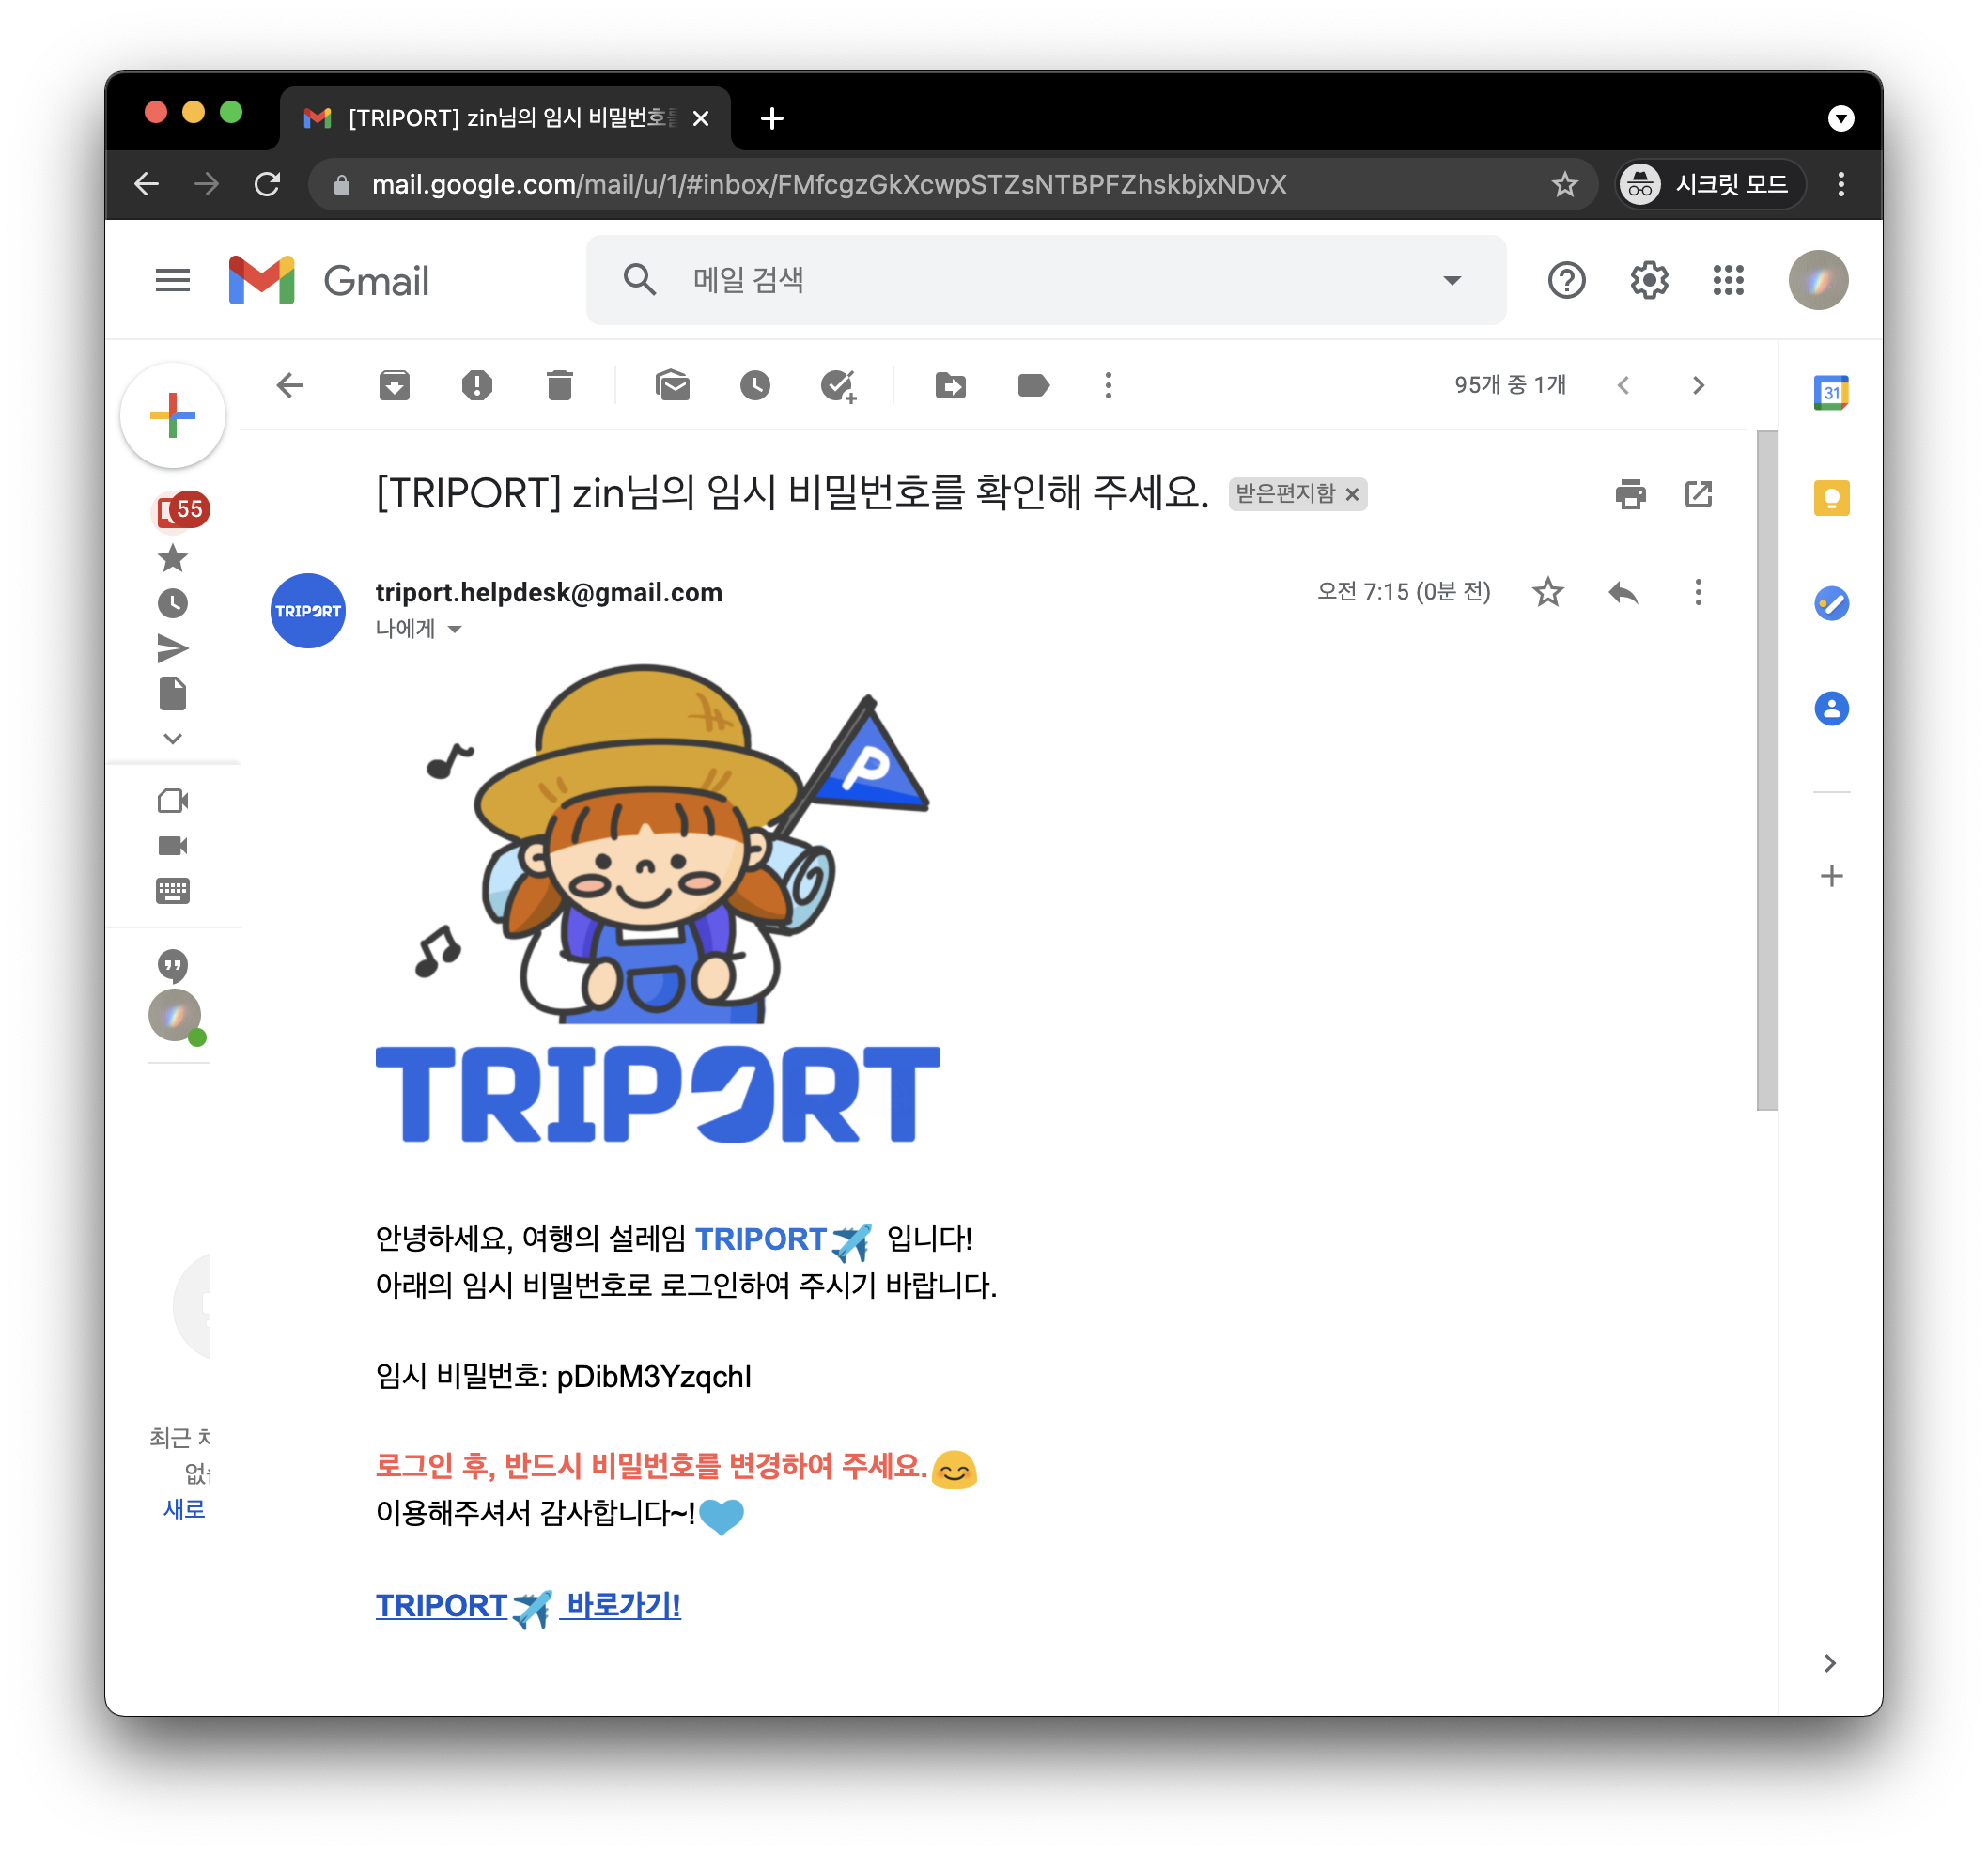 [TRIPORT] zin님의 임시 비밀번호를
mail.google.com/mail/u/1/#inbox/FMfcgzGkXcwpSTZsNTBPFZhskbjxNDvX
시크릿 모드
Gmail
메일 검색
95개 중 1개
31
55
[TRIPORT] zin님의 임시 비밀번호를 확인해 주세요.
받은편지함
TRIPORT
triport.helpdesk@gmail.com
오전 7:15 (0분 전)
나에게
P
TRIPORT
안녕하세요, 여행의 설레임 TRIPORT✈️ 입니다!
아래의 임시 비밀번호로 로그인하여 주시기 바랍니다.
임시 비밀번호: pDibM3Yzqchl
로그인 후, 반드시 비밀번호를 변경하여 주세요.😊
이용해주셔서 감사합니다~!💙
TRIPORT✈️ 바로가기!
최근
새로